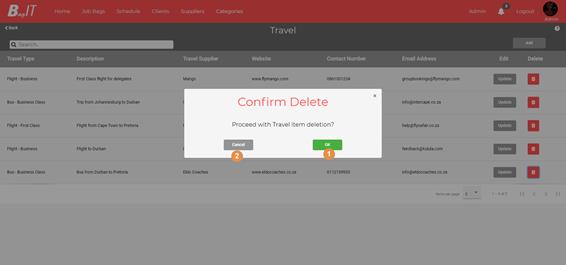 BagIT Home Job Bags Schedule Clients Suppliers Categories Admin Logout
Admin
Back Travel
Search... Add
Travel Type Description Travel Supplier Website Contact Number Email Address Edit Delete
Flight - Business First Class flight for delegates Mango www.flymango.com 0861001234 groupbookings@flymango.com Update
Bus - Business Class Trip from Johannesburg to Durban info@intercape.co.za Update
Flight - First Class Flight from Cape Town to Pretoria help@flysafair.co.za Update
Flight - Business Flight to Durban feedback@kulula.com Update
Bus - Business Class Bus from Durban to Pretoria Eldo Coaches www.eldocoaches.co.za info@eldocoaches.co.za Update
Items per page: 5 1 – 5 of 5
x
Confirm Delete
Proceed with Travel item deletion?
Cancel OK
2 1